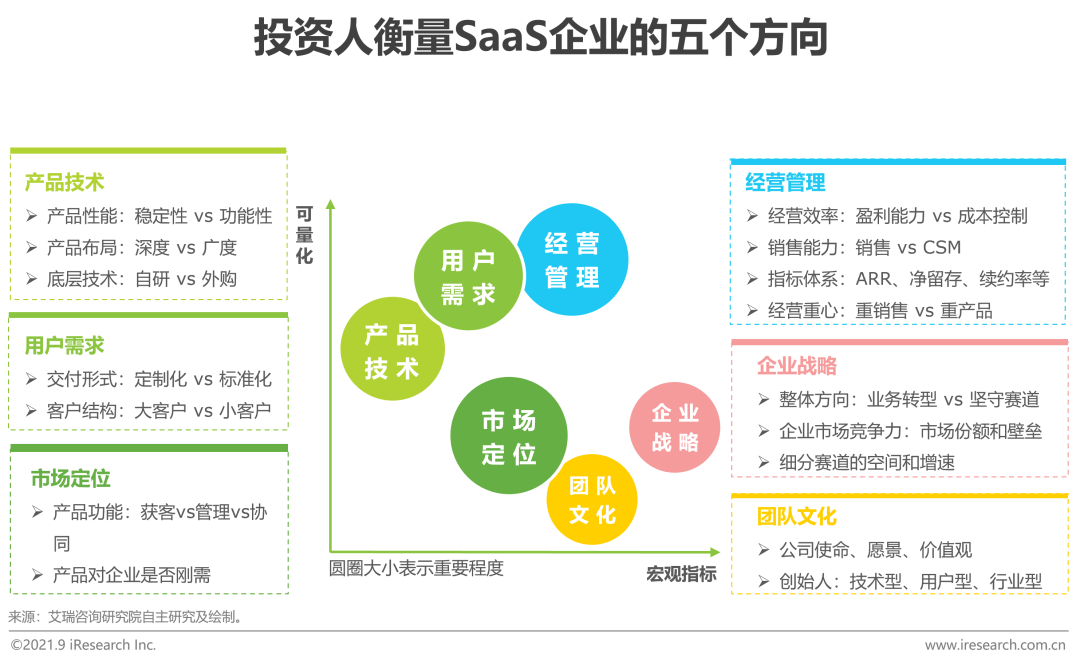 投资人衡量SaaS企业的五个方向
产品技术
➢ 产品性能：稳定性 vs 功能性
➢ 产品布局：深度 vs 广度
➢ 底层技术：自研 vs 外购
用户需求
➢ 交付形式：定制化 vs 标准化
➢ 客户结构：大客户 vs 小客户
市场定位
➢ 产品功能：获客vs管理vs协
同
➢ 产品对企业是否刚需
可
量
化
经 营
管 理
用 户
需 求
产 品
技 术
市 场
定 位
企 业
战 略
团 队
文 化
圆圈大小表示重要程度
宏观指标
经营管理
➢ 经营效率：盈利能力 vs 成本控制
➢ 销售能力：销售 vs CSM
➢ 指标体系：ARR、净留存、续约率等
➢ 经营重心：重销售 vs 重产品
企业战略
➢ 整体方向：业务转型 vs 坚守赛道
➢ 企业市场竞争力：市场份额和壁垒
➢ 细分赛道的空间和增速
团队文化
➢ 公司使命、愿景、价值观
➢ 创始人：技术型、用户型、行业型
来源：艾瑞咨询研究院自主研究及绘制。
©2021.9 iResearch Inc.
www.iresearch.com.cn